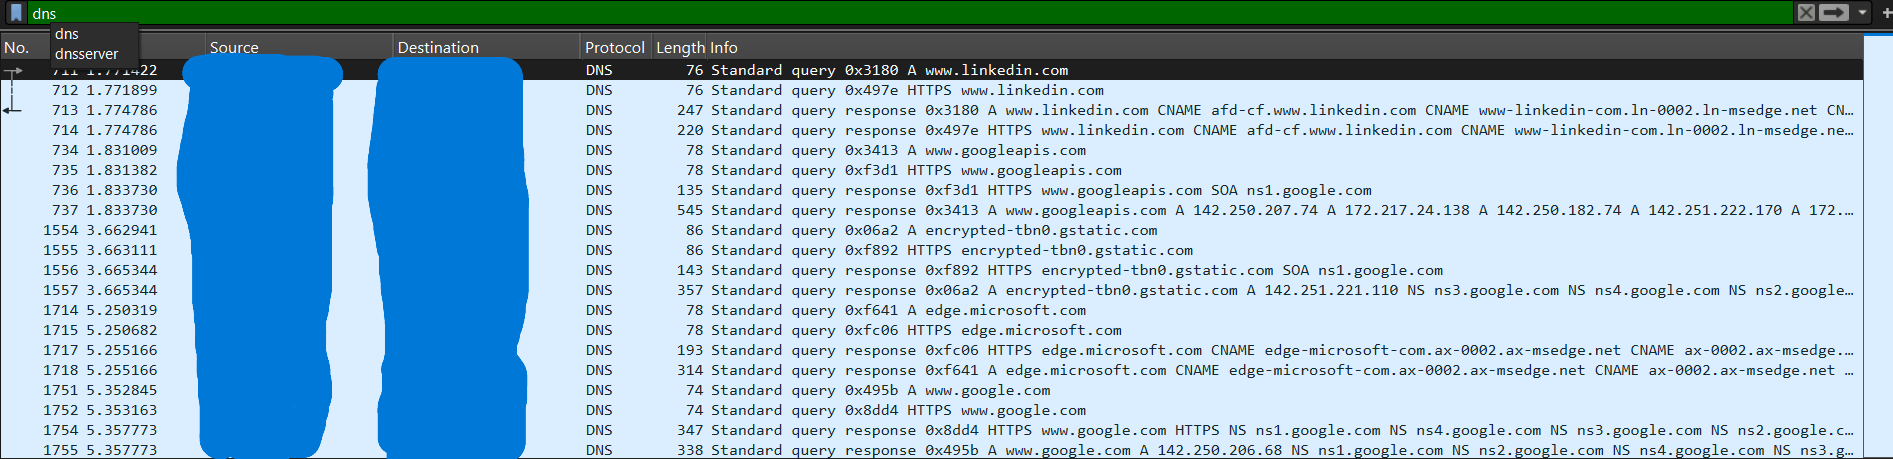 dns
dns
dnsserver
No. Source Destination Protocol Length Info
711 1.771422 DNS 76 Standard query 0x3180 A www.linkedin.com
712 1.771899 DNS 76 Standard query 0x497e HTTPS www.linkedin.com
713 1.774786 DNS 247 Standard query response 0x3180 A www.linkedin.com CNAME afd-cf.www.linkedin.com CNAME www-linkedin-com.ln-0002.ln-msedge.net CN…
714 1.774786 DNS 220 Standard query response 0x497e HTTPS www.linkedin.com CNAME afd-cf.www.linkedin.com CNAME www-linkedin-com.ln-0002.ln-msedge.ne…
734 1.831009 DNS 78 Standard query 0x3413 A www.googleapis.com
735 1.831382 DNS 78 Standard query 0xf3d1 HTTPS www.googleapis.com
736 1.833730 DNS 135 Standard query response 0xf3d1 HTTPS www.googleapis.com SOA ns1.google.com
737 1.833730 DNS 545 Standard query response 0x3413 A www.googleapis.com A 142.250.207.74 A 172.217.24.138 A 142.250.182.74 A 142.251.222.170 A 172.…
1554 3.662941 DNS 86 Standard query 0x06a2 A encrypted-tbn0.gstatic.com
1555 3.663111 DNS 86 Standard query 0xf892 HTTPS encrypted-tbn0.gstatic.com
1556 3.665344 DNS 143 Standard query response 0xf892 HTTPS encrypted-tbn0.gstatic.com SOA ns1.google.com
1557 3.665344 DNS 357 Standard query response 0x06a2 A encrypted-tbn0.gstatic.com A 142.251.221.110 NS ns3.google.com NS ns4.google.com NS ns2.google…
1714 5.250319 DNS 78 Standard query 0xf641 A edge.microsoft.com
1715 5.250682 DNS 78 Standard query 0xfc06 HTTPS edge.microsoft.com
1717 5.255166 DNS 193 Standard query response 0xfc06 HTTPS edge.microsoft.com CNAME edge-microsoft-com.ax-0002.ax-msedge.net CNAME ax-0002.ax-msedge.…
1718 5.255166 DNS 314 Standard query response 0xf641 A edge.microsoft.com CNAME edge-microsoft-com.ax-0002.ax-msedge.net CNAME ax-0002.ax-msedge.net …
1751 5.352845 DNS 74 Standard query 0x495b A www.google.com
1752 5.353163 DNS 74 Standard query 0x8dd4 HTTPS www.google.com
1754 5.357773 DNS 347 Standard query response 0x8dd4 HTTPS www.google.com HTTPS NS ns1.google.com NS ns4.google.com NS ns3.google.com NS ns2.google.c…
1755 5.357773 DNS 338 Standard query response 0x495b A www.google.com A 142.250.206.68 NS ns1.google.com NS ns2.google.com NS ns4.google.com NS ns3.g…